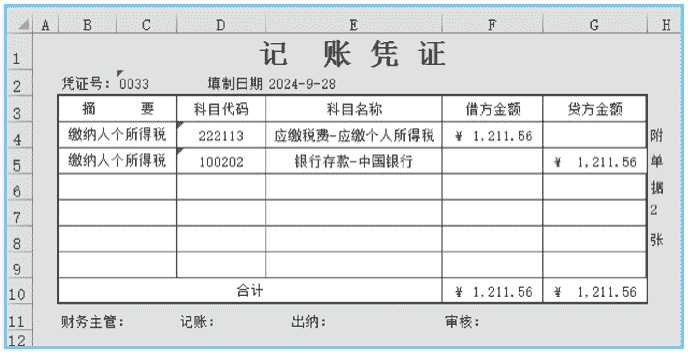 A B C D E F G H
1 记 账 凭 证
2 凭证号: 0033 填制日期 2024-9-28
3 摘 要 科目代码 科目名称 借方金额 贷方金额
4 缴纳人个所得税 222113 应缴税费-应缴个人所得税 ¥ 1,211.56 附
5 缴纳人个所得税 100202 银行存款-中国银行 ¥ 1,211.56 单
6 据
7 2
8 张
9
10 合计 ¥ 1,211.56 ¥ 1,211.56
11 财务主管: 记账: 出纳: 审核:
12